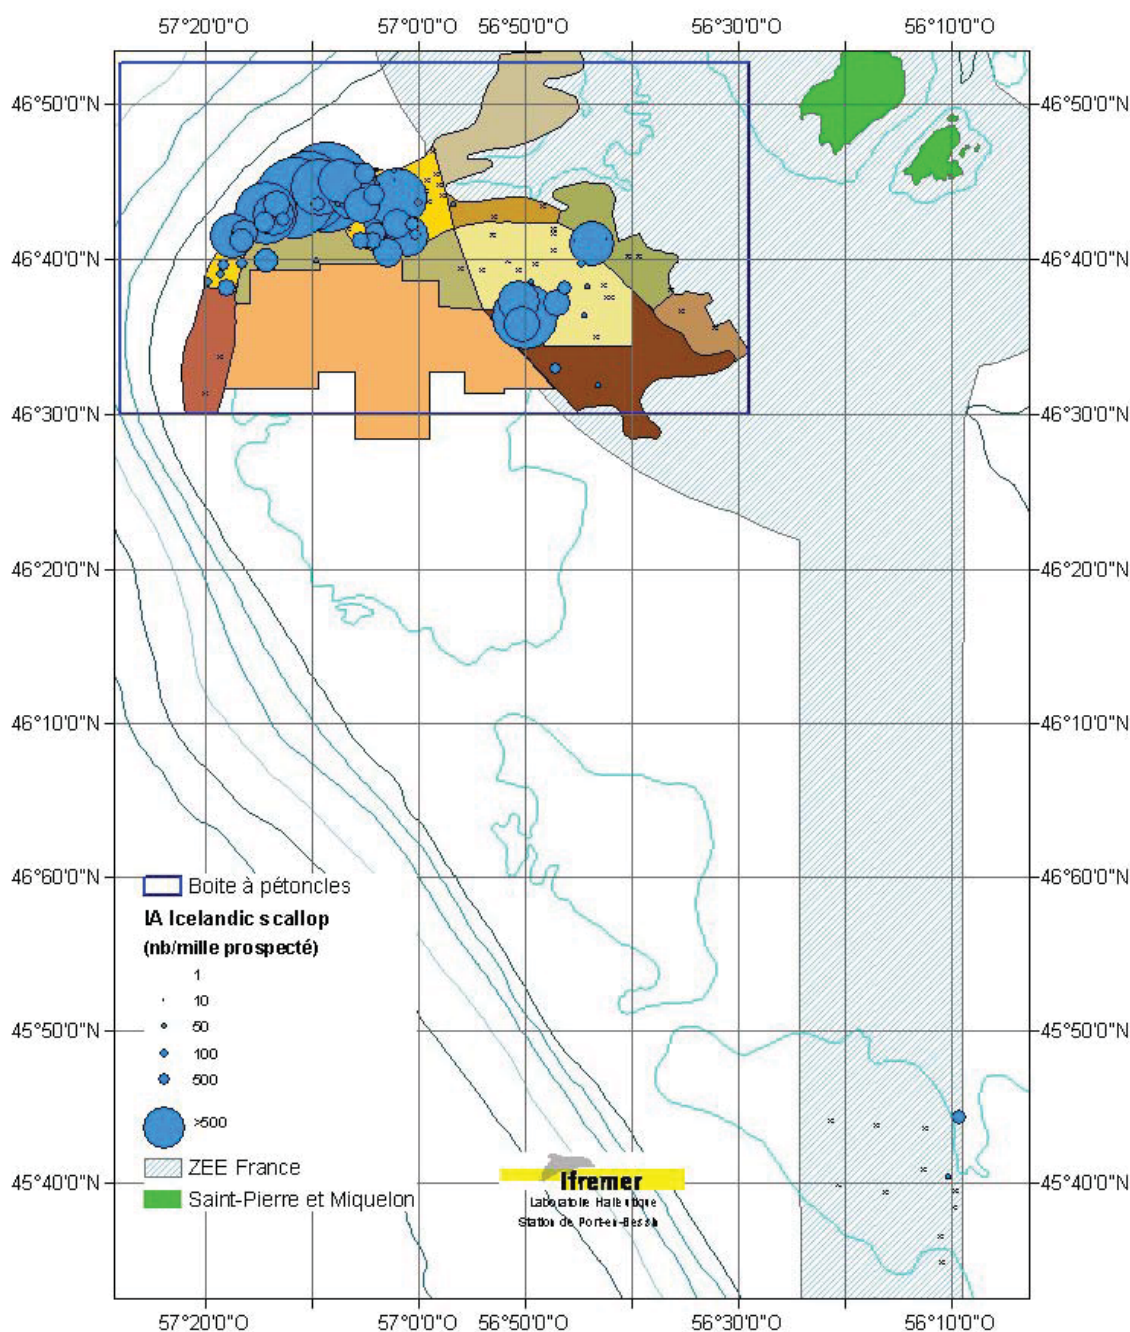 57°20'0"O 57°0'0"O 56°50'0"O 56°30'0"O 56°10'0"O
46°50'0"N 46°50'0"N
46°40'0"N 46°40'0"N
46°30'0"N 46°30'0"N
46°20'0"N 46°20'0"N
46°10'0"N 46°10'0"N
46°60'0"N 46°60'0"N
Boite à pétoncles
IA Icelandic scallop
(nb/mille prospecté)
1
10
50
100
500
>500
ZEE France
Saint-Pierre et Miquelon
45°50'0"N 45°50'0"N
45°40'0"N 45°40'0"N
Ifremer
Laboratoire Halieutique
Station de Port-en-Bessin
57°20'0"O 57°0'0"O 56°50'0"O 56°30'0"O 56°10'0"O